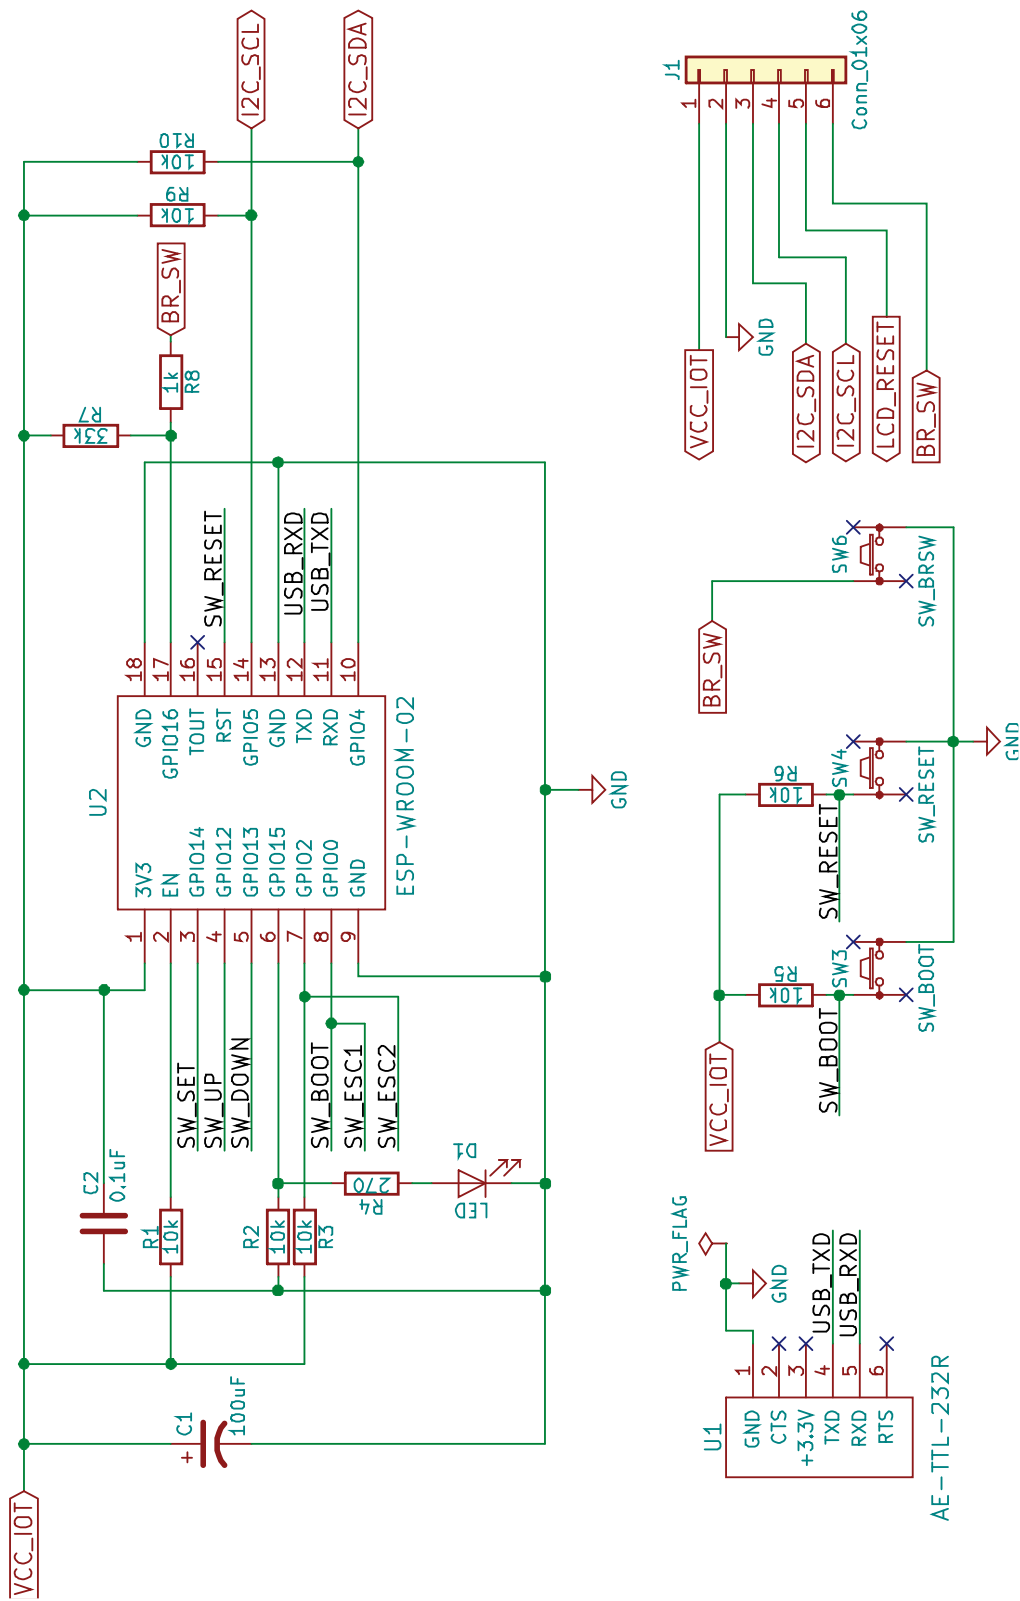 I2C_SCL
I2C_SDA
R10
10k
R9
10k
BR_SW
1k
R8
R7
33k
SW_RESET
USB_RXD
USB_TXD
18
17
16
15
14
13
12
11
10
GND
GPIO16
TOUT
RST
GPIO5
GND
TXD
RXD
GPIO4
U2
ESP-WROOM-02
3V3
EN
GPIO14
GPIO12
GPIO13
GPIO15
GPIO2
GPIO0
GND
1
2
3
4
5
6
7
8
9
GND
SW_SET
SW_UP
SW_DOWN
SW_BOOT
SW_ESC1
SW_ESC2
C2
0.1uF
R1
10k
R2
10k
10k
R3
270
R4
D1
LED
C1
100uF
+
VCC_IOT
J1
Conn_01x06
1
2
3
4
5
6
GND
VCC_IOT
I2C_SDA
I2C_SCL
LCD_RESET
BR_SW
SW6
SW_BRSW
BR_SW
R6
10k
SW4
SW_RESET
SW_RESET
GND
R5
10k
SW3
SW_BOOT
SW_BOOT
VCC_IOT
PWR_FLAG
GND
USB_TXD
USB_RXD
1
2
3
4
5
6
U1
GND
CTS
+3.3V
TXD
RXD
RTS
AE-TTL-232R